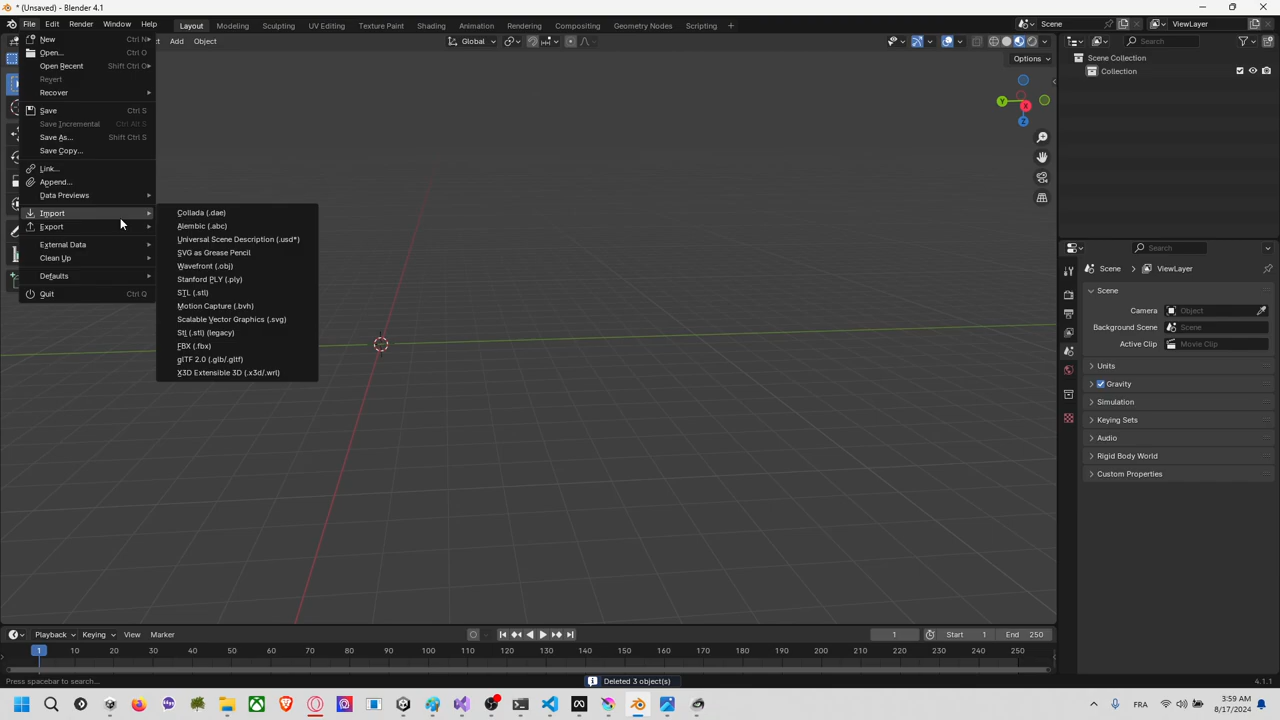 * (Unsaved) - Blender 4.1
File Edit Render Window Help Layout Modeling Sculpting UV Editing Texture Paint Shading Animation Rendering Compositing Geometry Nodes Scripting + Scene ViewLayer
Add Object Global Search
Options
New Ctrl N
Open... Ctrl O
Open Recent Shift Ctrl O
Revert
Recover
Save Ctrl S
Save Incremental Ctrl Alt S
Save As... Shift Ctrl S
Save Copy...
Link...
Append...
Data Previews
Import
Export
External Data
Clean Up
Defaults
Quit Ctrl Q
Collada (.dae)
Alembic (.abc)
Universal Scene Description (.usd*)
SVG as Grease Pencil
Wavefront (.obj)
Stanford PLY (.ply)
STL (.stl)
Motion Capture (.bvh)
Scalable Vector Graphics (.svg)
Stl (.stl) (legacy)
FBX (.fbx)
glTF 2.0 (.glb/.gltf)
X3D Extensible 3D (.x3d/.wrl)
Y X
Z
Scene Collection
Collection
Search
Scene > ViewLayer
Scene
Camera Object
Background Scene Scene
Active Clip Movie Clip
Units
Gravity
Simulation
Keying Sets
Audio
Rigid Body World
Custom Properties
Playback Keying View Marker 1 Start 1 End 250
1 10 20 30 40 50 60 70 80 90 100 110 120 130 140 150 160 170 180 190 200 210 220 230 240 250
Press spacebar to search... Deleted 3 object(s) 4.1.1
FRA 3:59 AM
8/17/2024